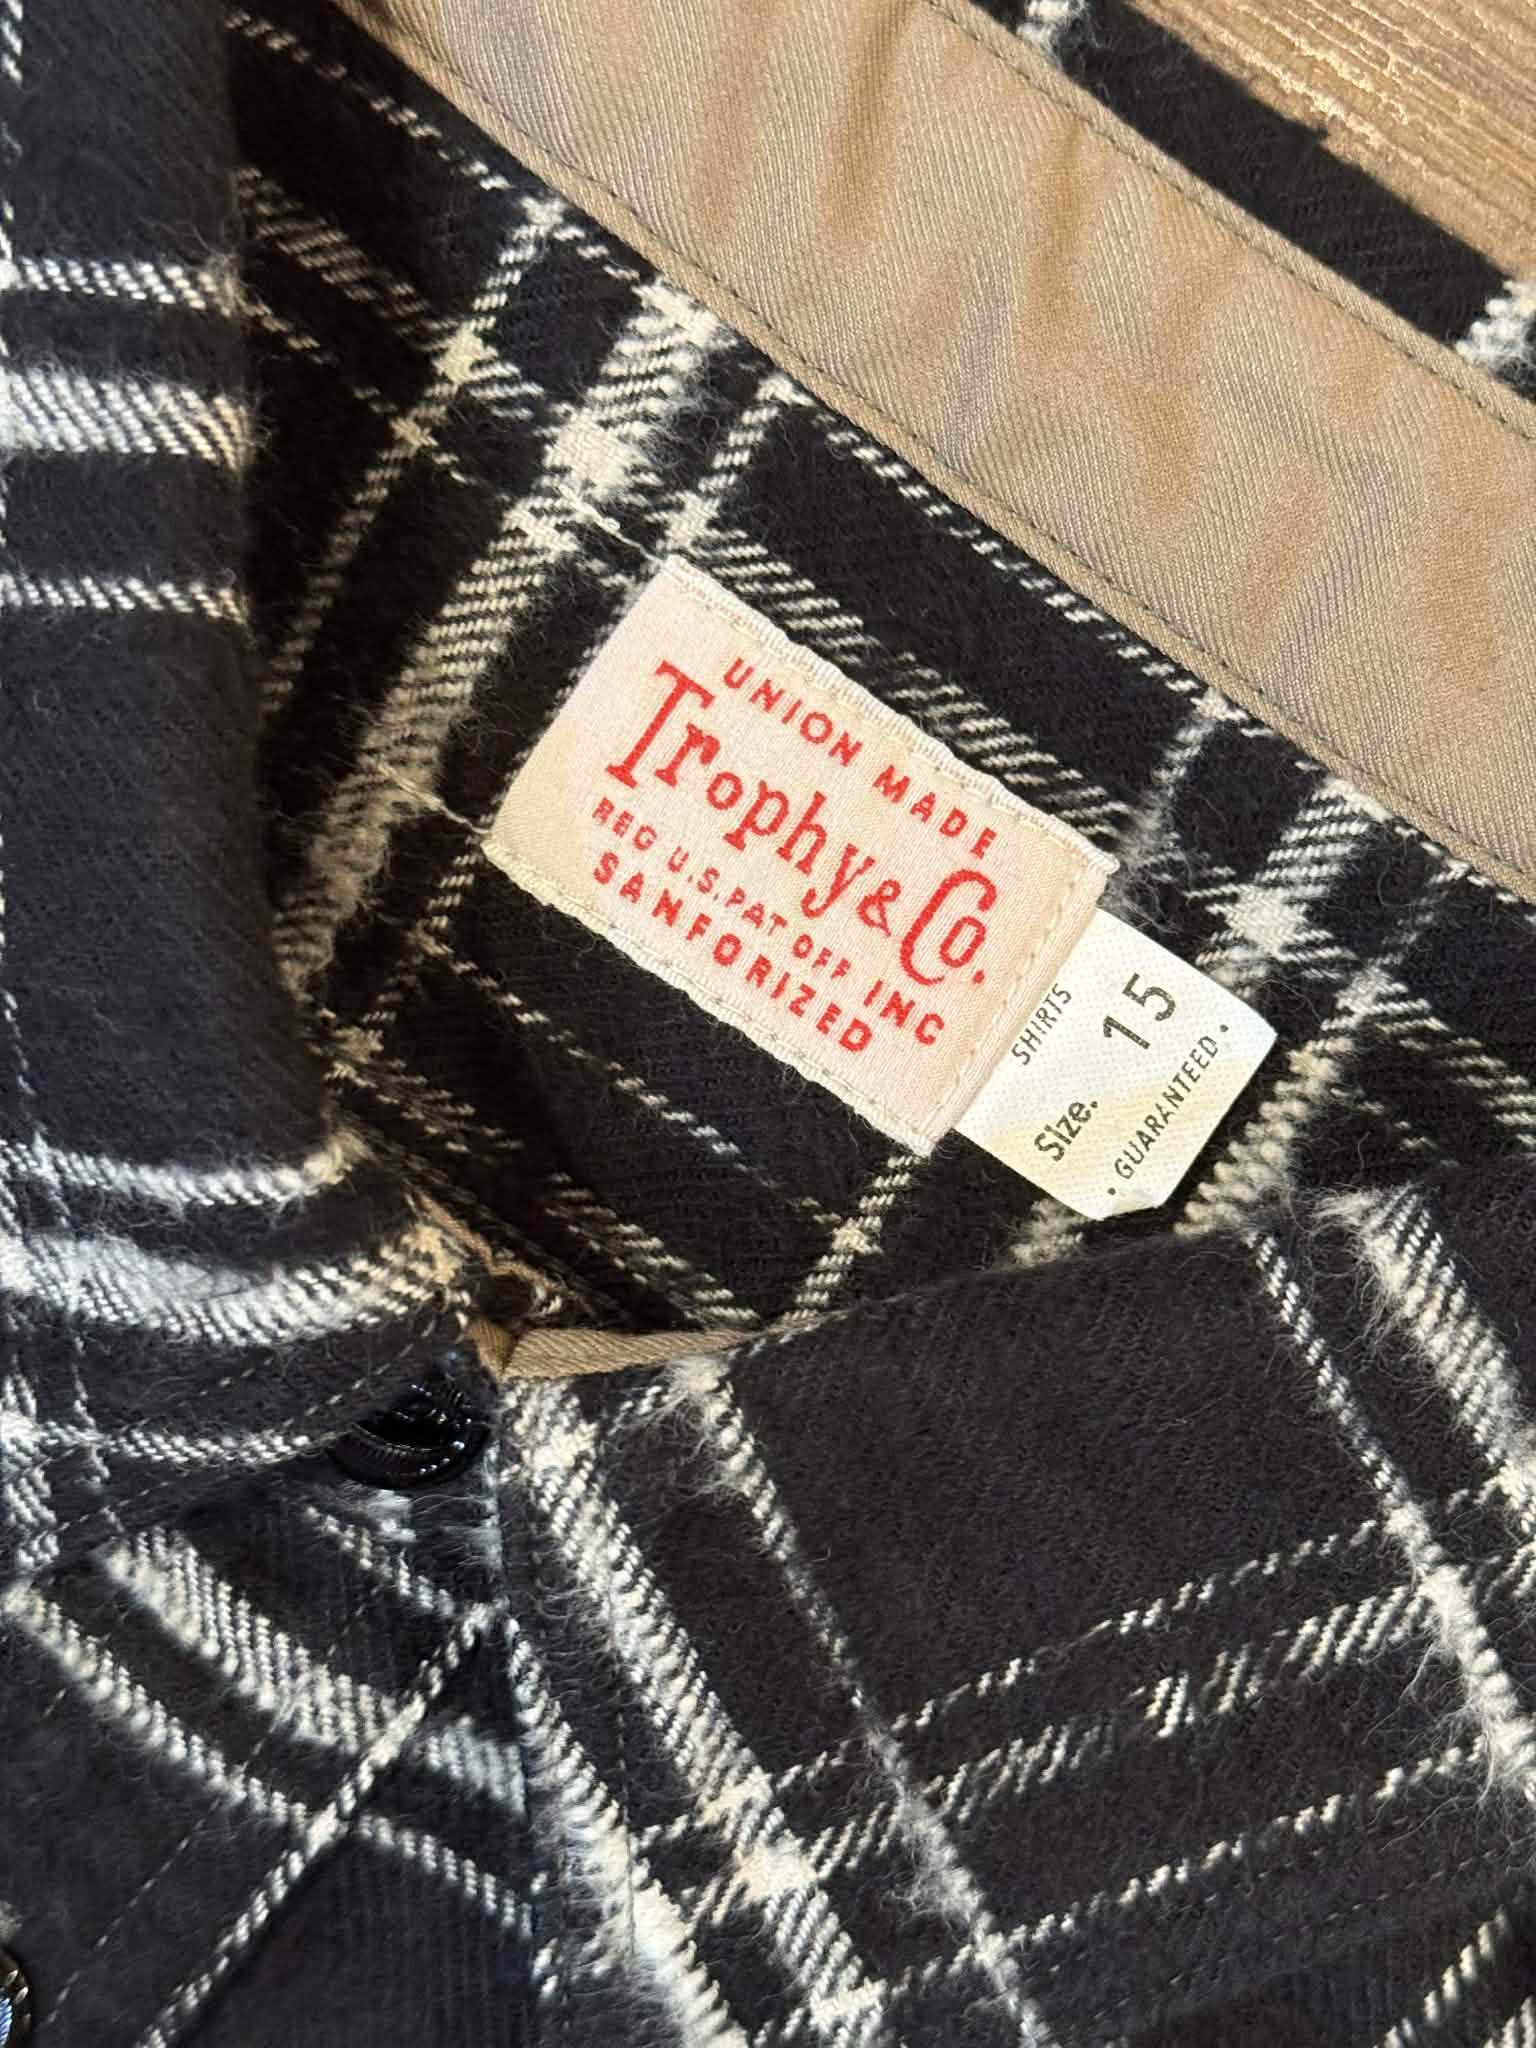 UNION MADE
Trophy & Co.
REG U.S. PAT OFF INC
SANFORIZED
SHIRTS
Size. 15
• GUARANTEED •